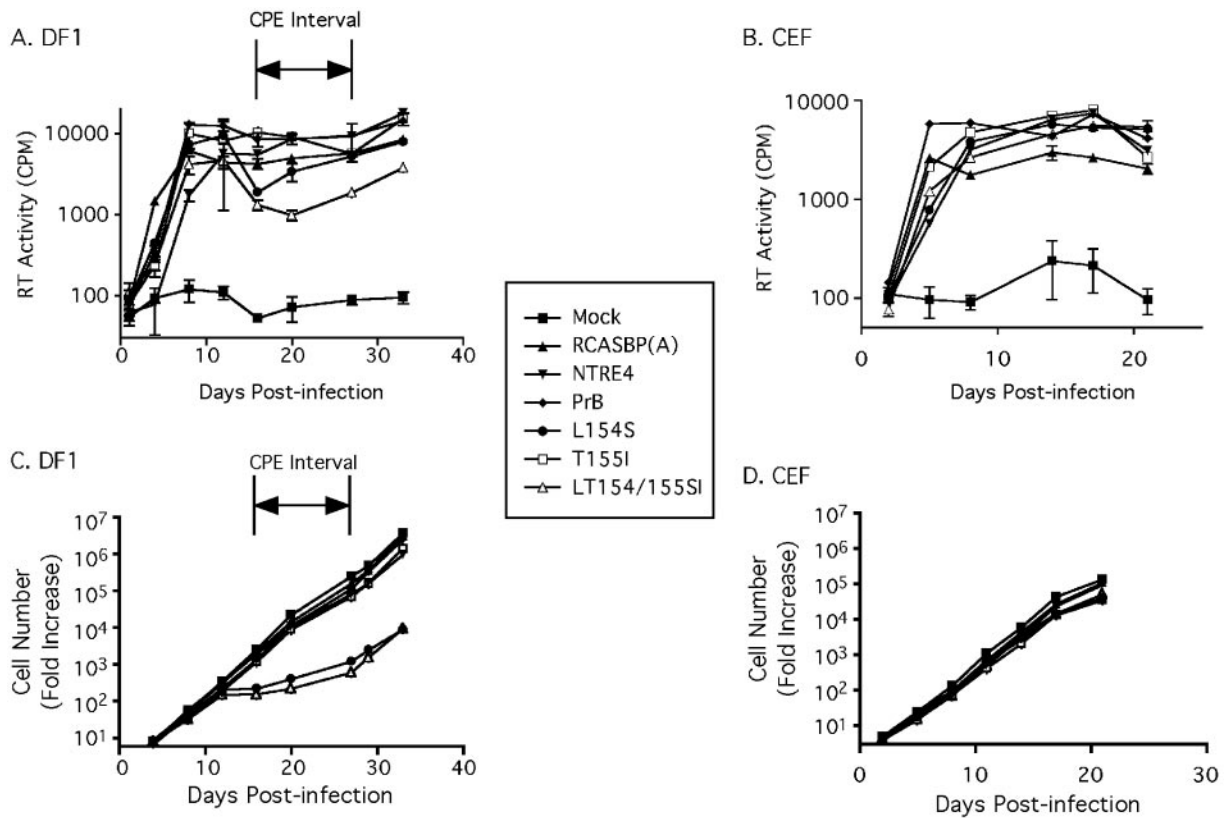 A. DF1
CPE Interval
RT Activity (CPM)
10000
1000
100
0
10
20
30
40
Days Post-infection
B. CEF
RT Activity (CPM)
10000
1000
100
0
10
20
Days Post-infection
Mock
RCASBP(A)
NTRE4
PrB
L154S
T155I
LT154/155SI
C. DF1
CPE Interval
Cell Number
(Fold Increase)
10⁷
10⁶
10⁵
10⁴
10³
10²
10¹
0
10
20
30
40
Days Post-infection
D. CEF
Cell Number
(Fold Increase)
10⁷
10⁶
10⁵
10⁴
10³
10²
10¹
0
10
20
30
Days Post-infection